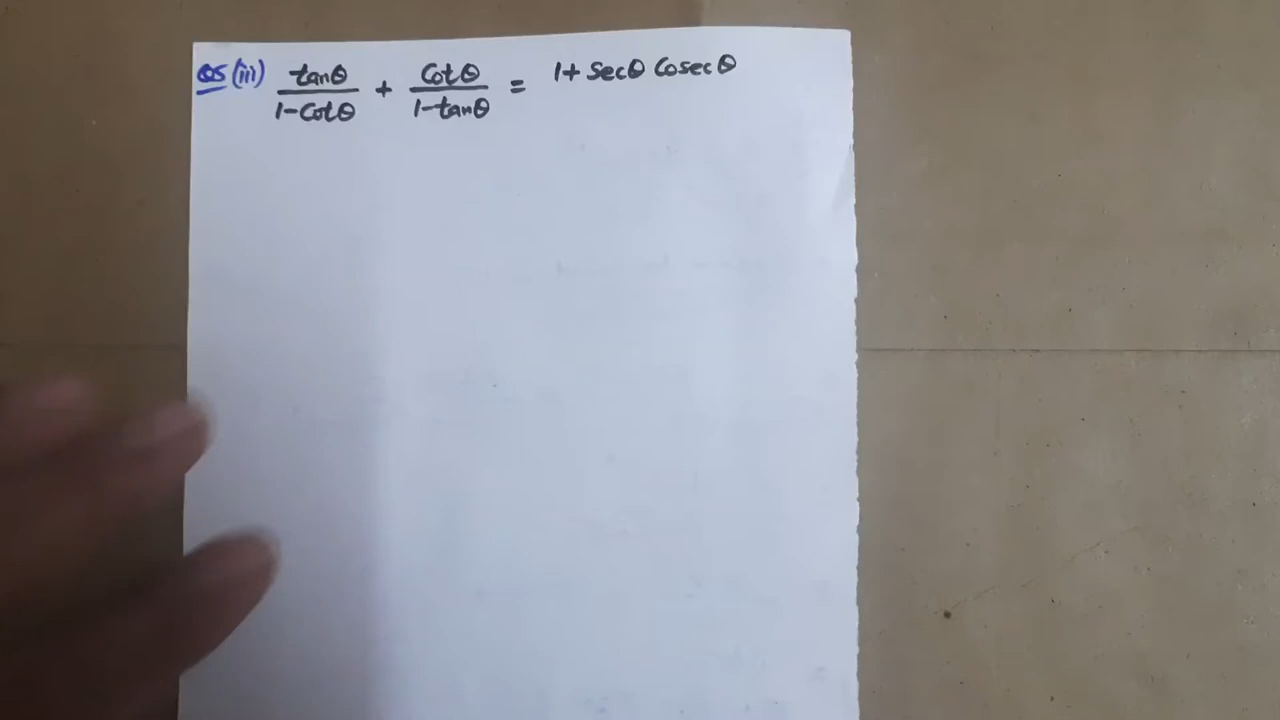 Q5 (iii) tanθ/1-Cotθ + Cotθ/1-tanθ = 1+ Secθ Cosecθ